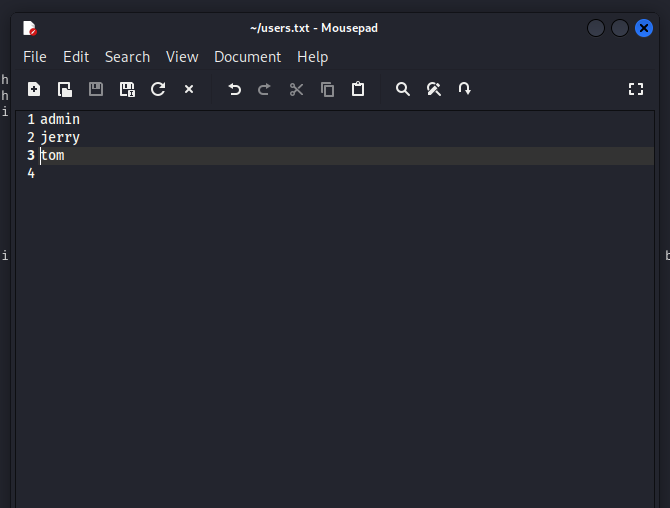 ~/users.txt - Mousepad
File Edit Search View Document Help
h
h
i
1 admin
2 jerry
3 tom
4
i